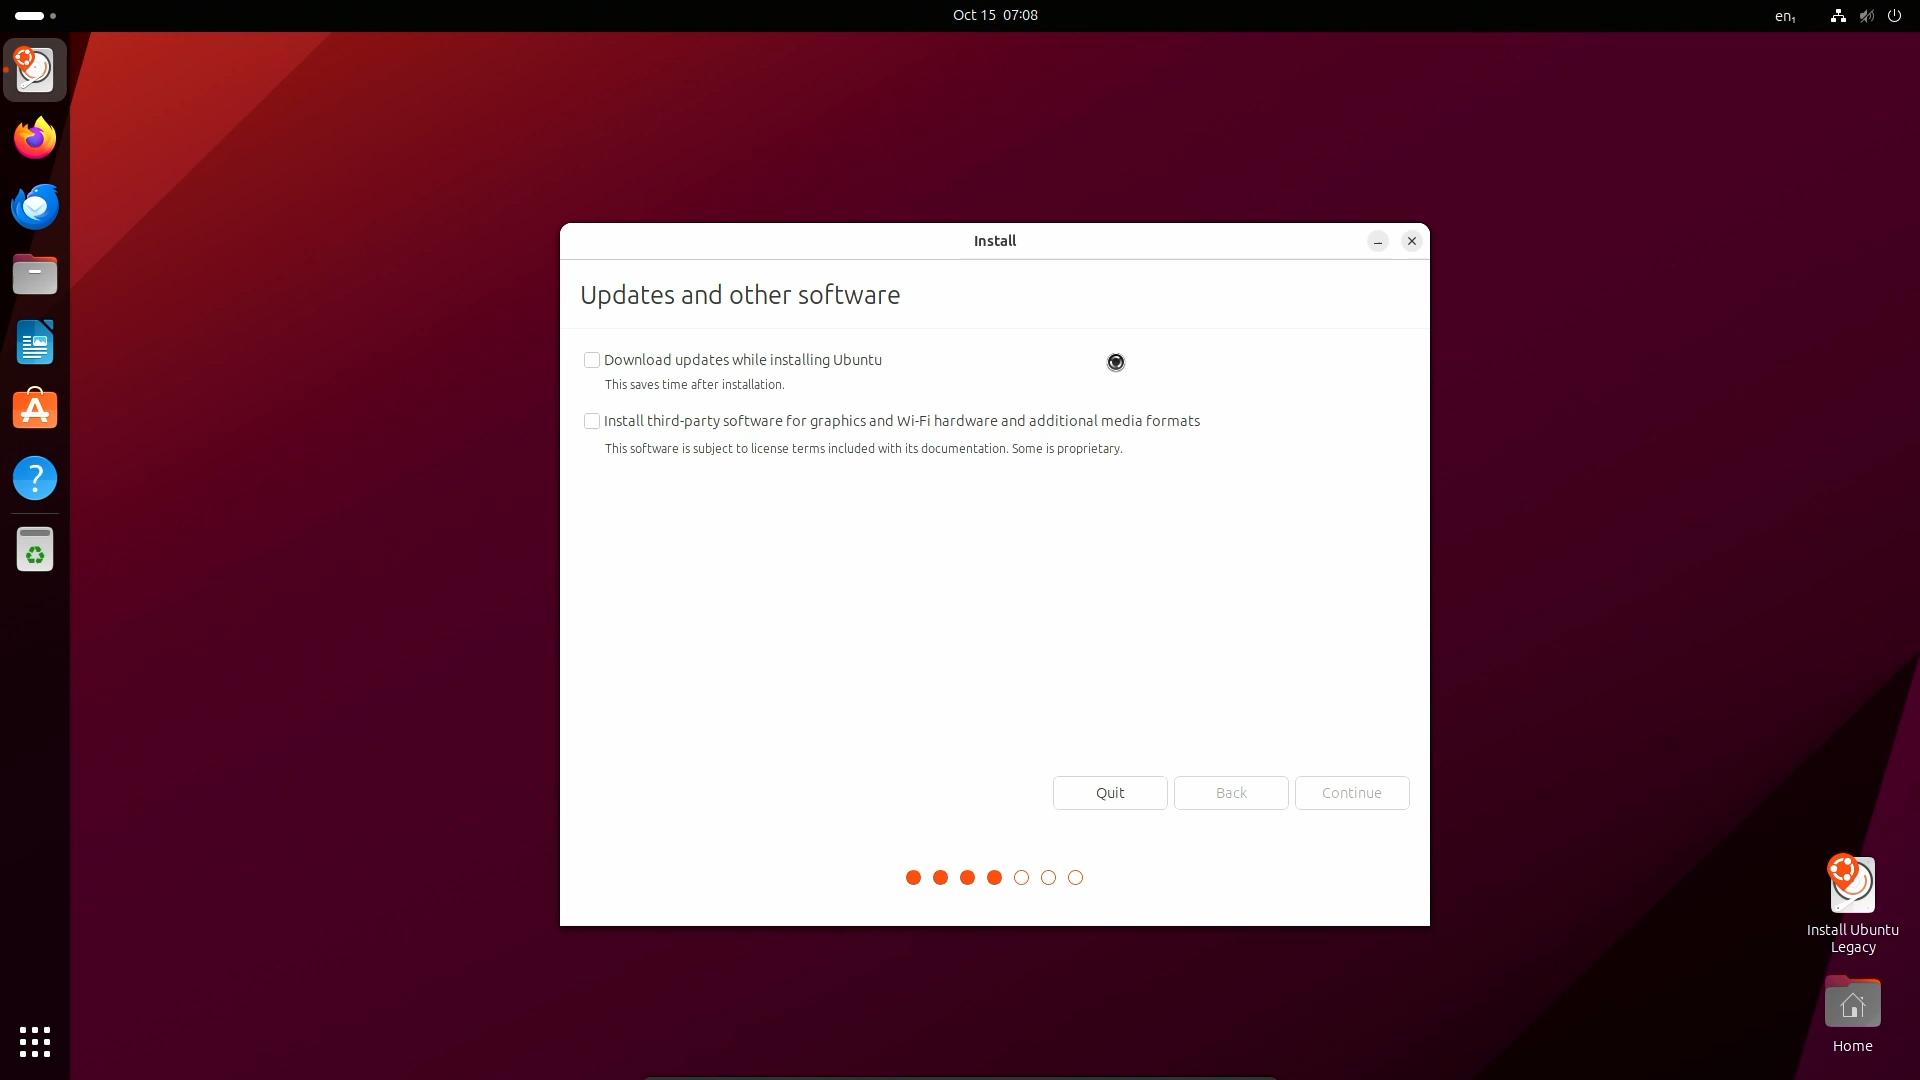 Oct 15 07:08
en₁
Install
Updates and other software
Download updates while installing Ubuntu
This saves time after installation.
Install third-party software for graphics and Wi-Fi hardware and additional media formats
This software is subject to license terms included with its documentation. Some is proprietary.
Quit
Back
Continue
Install Ubuntu
Legacy
Home